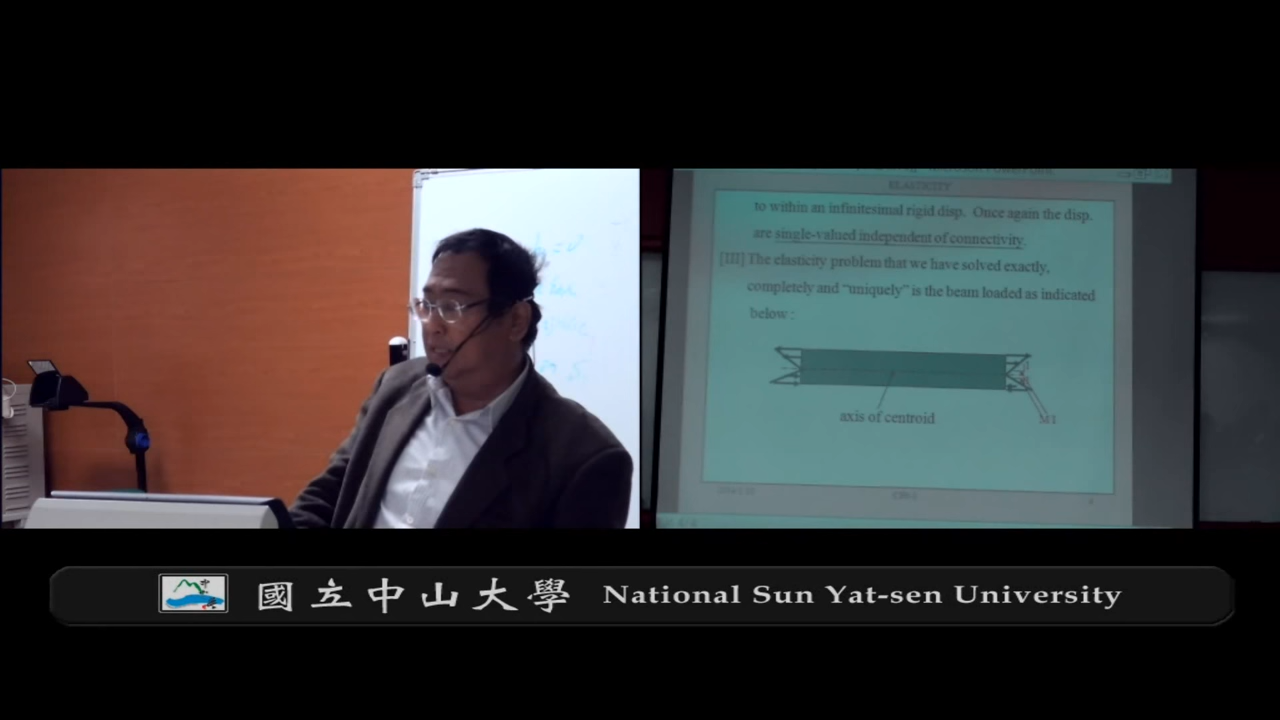 ELASTICITY
to within an infinitesimal rigid disp. Once again the disp.
are single-valued independent of connectivity.
[III] The elasticity problem that we have solved exactly,
completely and “uniquely” is the beam loaded as indicated
below :
axis of centroid
M1
國立中山大學 National Sun Yat-sen University